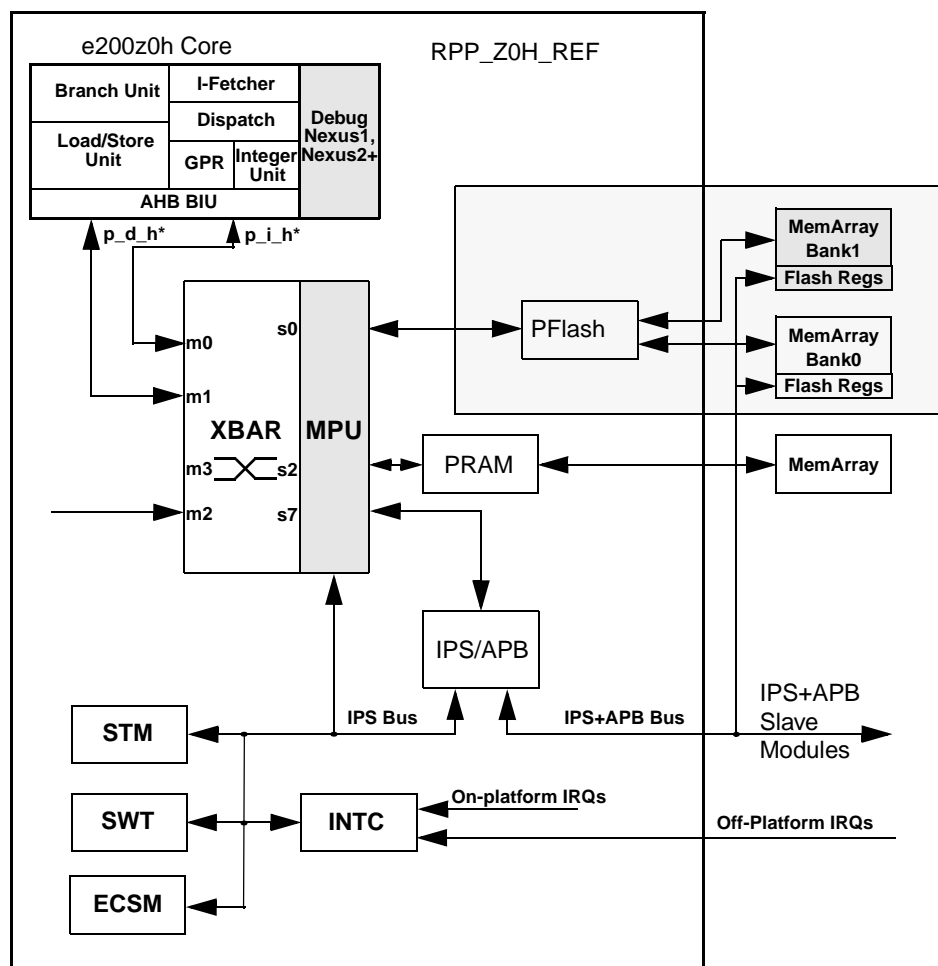 e200z0h Core
RPP_Z0H_REF
Branch Unit
I-Fetcher
Dispatch
Load/Store
Unit
GPR
Integer
Unit
Debug
Nexus1,
Nexus2+
AHB BIU
p_d_h*
p_i_h*
MemArray
Bank1
Flash Regs
m0
s0
PFlash
MemArray
Bank0
Flash Regs
m1
XBAR
MPU
m3
s2
PRAM
MemArray
m2
s7
IPS/APB
IPS+APB
Slave
Modules
STM
IPS Bus
IPS+APB Bus
SWT
INTC
On-platform IRQs
Off-Platform IRQs
ECSM